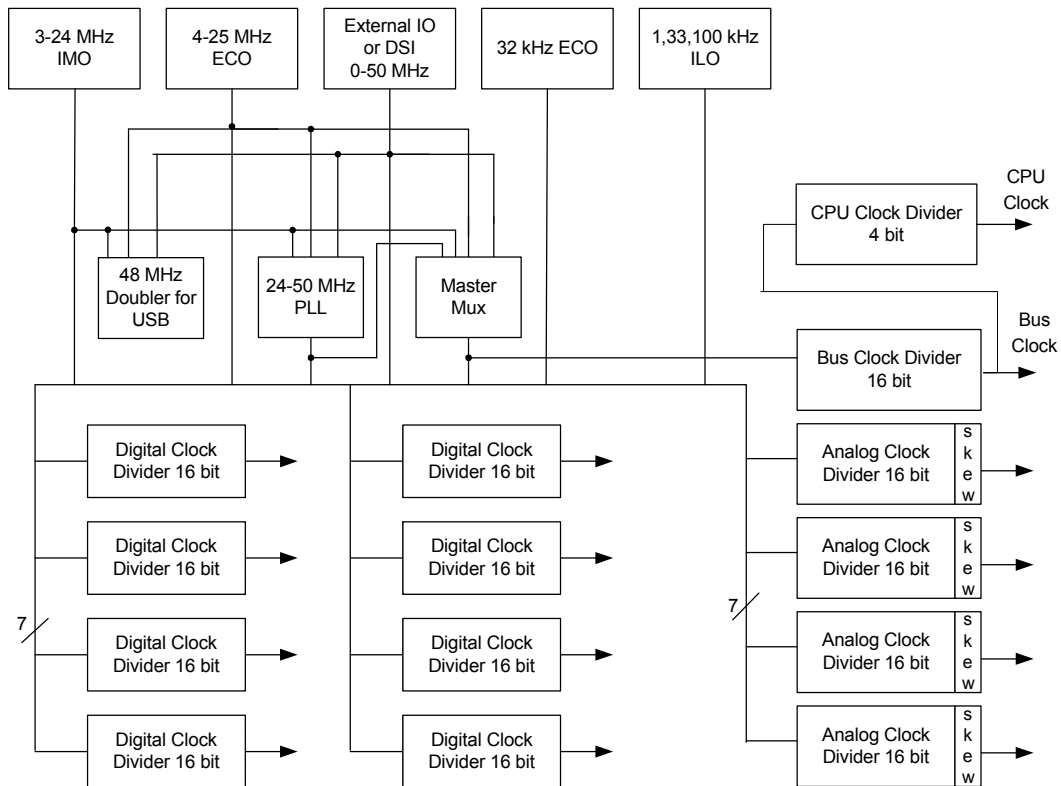 3-24 MHz
IMO
4-25 MHz
ECO
External IO
or DSI
0-50 MHz
32 kHz ECO
1,33,100 kHz
ILO
48 MHz
Doubler for
USB
24-50 MHz
PLL
Master
Mux
CPU Clock Divider
4 bit
CPU
Clock
Bus Clock Divider
16 bit
Bus
Clock
Digital Clock
Divider 16 bit
Digital Clock
Divider 16 bit
Analog Clock
Divider 16 bit
s
k
e
w
Digital Clock
Divider 16 bit
Digital Clock
Divider 16 bit
Analog Clock
Divider 16 bit
s
k
e
w
7
7
Digital Clock
Divider 16 bit
Digital Clock
Divider 16 bit
Analog Clock
Divider 16 bit
s
k
e
w
Digital Clock
Divider 16 bit
Digital Clock
Divider 16 bit
Analog Clock
Divider 16 bit
s
k
e
w